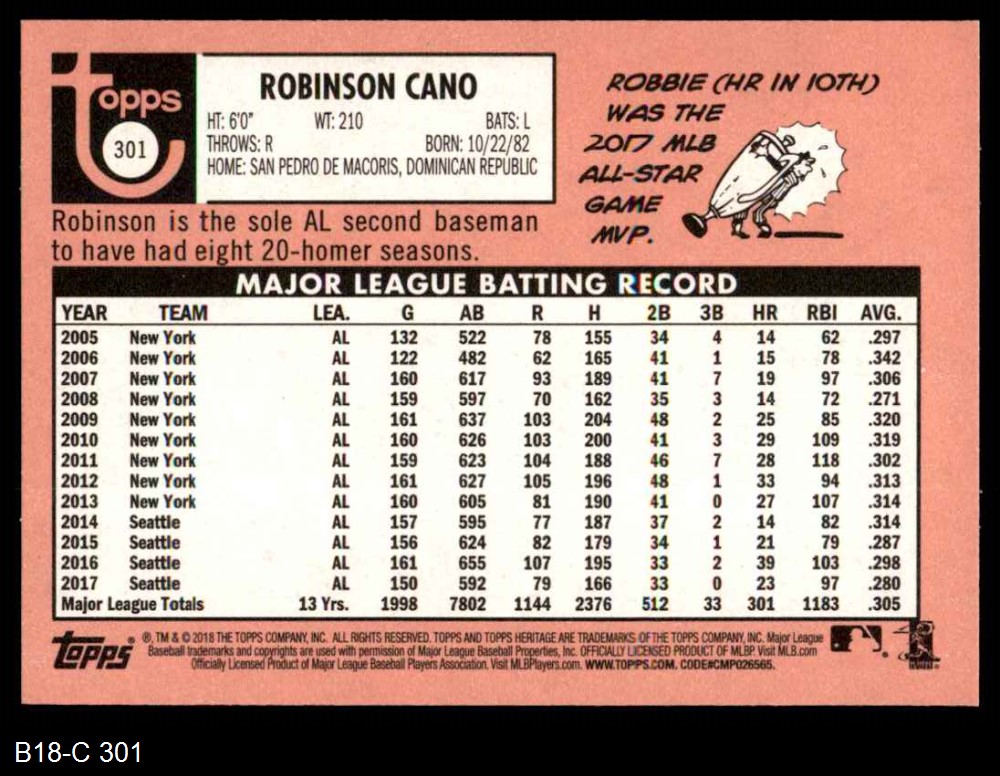 topps
301
ROBINSON CANO
HT: 6'0" WT: 210 BATS: L
THROWS: R BORN: 10/22/82
HOME: SAN PEDRO DE MACORIS, DOMINICAN REPUBLIC
Robinson is the sole AL second baseman
to have had eight 20-homer seasons.
ROBBIE (HR IN 10TH)
WAS THE
2017 MLB
ALL-STAR
GAME
MVP.
MAJOR LEAGUE BATTING RECORD
YEAR TEAM LEA. G AB R H 2B 3B HR RBI AVG.
2005 New York AL 132 522 78 155 34 4 14 62 .297
2006 New York AL 122 482 62 165 41 1 15 78 .342
2007 New York AL 160 617 93 189 41 7 19 97 .306
2008 New York AL 159 597 70 162 35 3 14 72 .271
2009 New York AL 161 637 103 204 48 2 25 85 .320
2010 New York AL 160 626 103 200 41 3 29 109 .319
2011 New York AL 159 623 104 188 46 7 28 118 .302
2012 New York AL 161 627 105 196 48 1 33 94 .313
2013 New York AL 160 605 81 190 41 0 27 107 .314
2014 Seattle AL 157 595 77 187 37 2 14 82 .314
2015 Seattle AL 156 624 82 179 34 1 21 79 .287
2016 Seattle AL 161 655 107 195 33 2 39 103 .298
2017 Seattle AL 150 592 79 166 33 0 23 97 .280
Major League Totals 13 Yrs. 1998 7802 1144 2376 512 33 301 1183 .305
Topps ® ®, TM & © 2018 THE TOPPS COMPANY, INC. ALL RIGHTS RESERVED. TOPPS AND TOPPS HERITAGE ARE TRADEMARKS OF THE TOPPS COMPANY, INC. Major League
Baseball trademarks and copyrights are used with permission of Major League Baseball Properties, Inc. OFFICIALLY LICENSED PRODUCT OF MLBP. Visit MLB.com
Officially Licensed Product of Major League Baseball Players Association. Visit MLBPlayers.com. WWW.TOPPS.COM. CODE#CMP026565.
B18-C 301